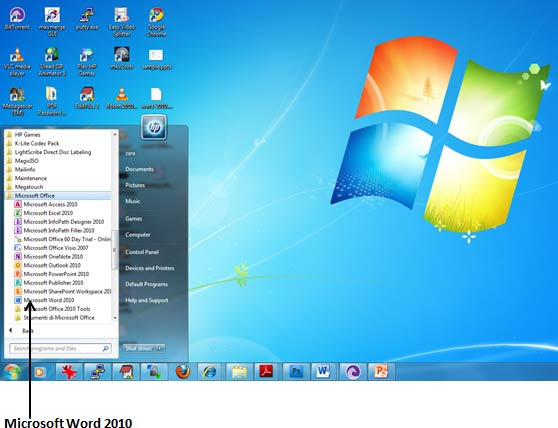 BitTorrent
mkvmerge GUI
putty.exe
Easy Video Splitter
Google Chrome
VLC media player
Ulead GIF Animator 5
Play HP Games
mkv2vob
Madagascar (TM)
PDF Password...
word-2010...
HP Games
K-Lite Codec Pack
LightScribe Direct Disc Labeling
MagicISO
Mailinfo
Maintenance
Megatouch
Microsoft Office
Microsoft Access 2010
Microsoft Excel 2010
Microsoft InfoPath Designer 2010
Microsoft InfoPath Filler 2010
Microsoft Office 60 Day Trial - Onlin
Microsoft Office Visio 2007
Microsoft OneNote 2010
Microsoft Outlook 2010
Microsoft PowerPoint 2010
Microsoft Publisher 2010
Microsoft SharePoint Workspace 201
Microsoft Word 2010
Microsoft Office 2010 Tools
Strumenti di Microsoft Office
Back
Search programs and files
hp
zara
Documents
Pictures
Music
Games
Computer
Control Panel
Devices and Printers
Default Programs
Help and Support
Shut down
Microsoft Word 2010